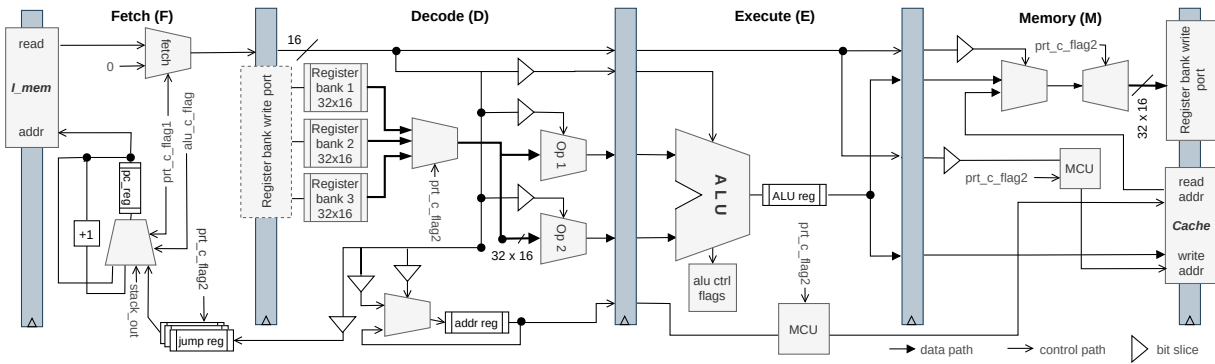 Fetch (F)
Decode (D)
Execute (E)
Memory (M)
read
I_mem
addr
0
fetch
prt_c_flag1
alu_c_flag
pc_reg
+1
stack_out
prt_c_flag2
jump reg
Register bank write port
16
Register
bank 1
32x16
Register
bank 2
32x16
Register
bank 3
32x16
prt_c_flag2
Op 1
Op 2
32 x 16
addr reg
ALU
alu ctrl
flags
ALU reg
prt_c_flag2
MCU
prt_c_flag2
32 x 16
prt_c_flag2
MCU
Register bank write
port
read
addr
Cache
write
addr
data path
control path
bit slice